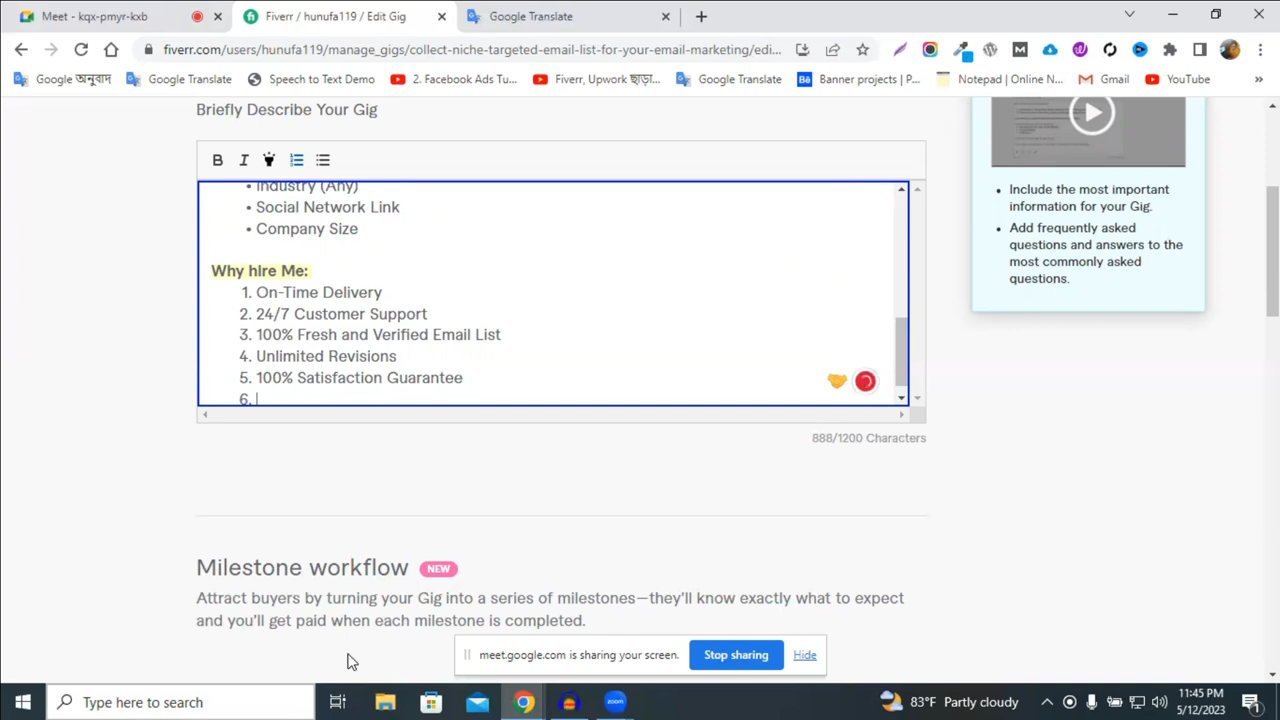 Meet - kqx-pmyr-kxb
Fiverr / hunufa119 / Edit Gig
Google Translate
fiverr.com/users/hunufa119/manage_gigs/collect-niche-targeted-email-list-for-your-email-marketing/edi...
Google অনুবাদ
Google Translate
Speech to Text Demo
2. Facebook Ads Tu...
Fiverr, Upwork ছাড়া...
Google Translate
Banner projects | P...
Notepad | Online N...
Gmail
YouTube
»
Briefly Describe Your Gig
B I
• Industry (Any)
• Social Network Link
• Company Size
Why hIre Me:
1. On-Time Delivery
2. 24/7 Customer Support
3. 100% Fresh and Verified Email List
4. Unlimited Revisions
5. 100% Satisfaction Guarantee
6.
888/1200 Characters
• Include the most important
information for your Gig.
• Add frequently asked
questions and answers to the
most commonly asked
questions.
Milestone workflow NEW
Attract buyers by turning your Gig into a series of milestones—they'll know exactly what to expect
and you'll get paid when each milestone is completed.
meet.google.com is sharing your screen.
Stop sharing
Hide
Type here to search
zoom
83°F Partly cloudy
11:45 PM
5/12/2023
1